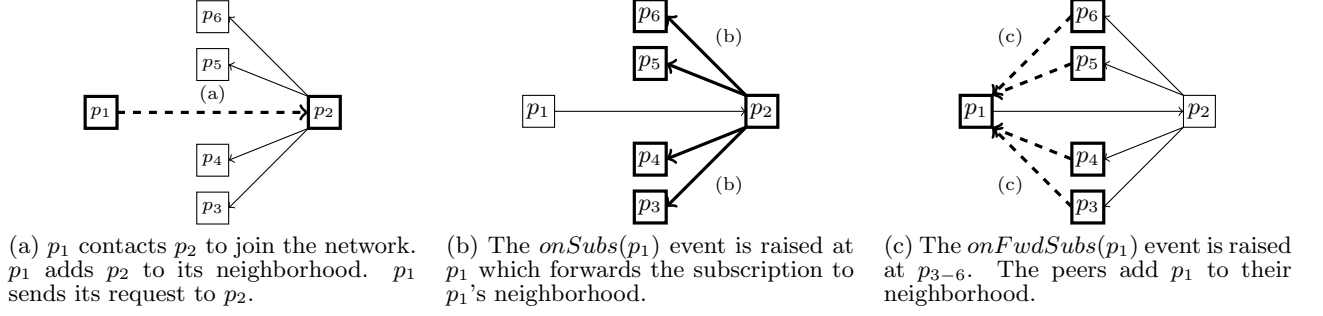 p6
p5
(a)
p1
p2
p4
p3
(a) p1 contacts p2 to join the network.
p1 adds p2 to its neighborhood. p1
sends its request to p2.
p6
(b)
p5
p1
p2
p4
(b)
p3
(b) The onSubs(p1) event is raised at
p1 which forwards the subscription to
p1's neighborhood.
(c)
p6
p5
p1
p2
p4
(c)
p3
(c) The onFwdSubs(p1) event is raised
at p3−6. The peers add p1 to their
neighborhood.